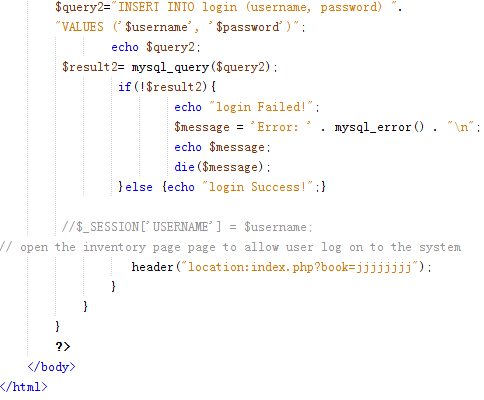 $query2="INSERT INTO login (username, password) ".
"VALUES ('$username', '$password')";
echo $query2;
$result2= mysql_query($query2);
if(!$result2){
echo "login Failed!";
$message = 'Error: ' . mysql_error() . "\n";
echo $message;
die($message);
}else {echo "login Success!";}
//$_SESSION['USERNAME'] = $username;
// open the inventory page page to allow user log on to the system
header("location:index.php?book=jjjjjjjj");
}
}
}
?>
</body>
</html>